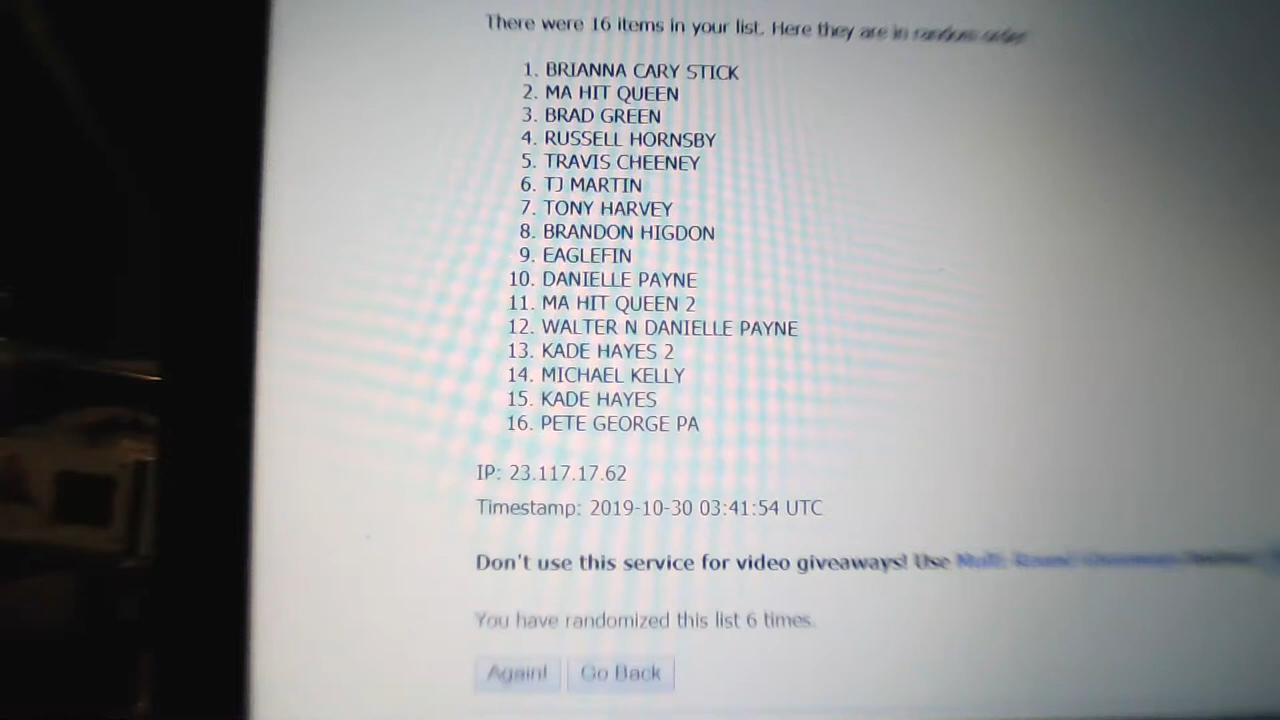 There were 16 items in your list. Here they are in random order:
1. BRIANNA CARY STICK
2. MA HIT QUEEN
3. BRAD GREEN
4. RUSSELL HORNSBY
5. TRAVIS CHEENEY
6. TJ MARTIN
7. TONY HARVEY
8. BRANDON HIGDON
9. EAGLEFIN
10. DANIELLE PAYNE
11. MA HIT QUEEN 2
12. WALTER N DANIELLE PAYNE
13. KADE HAYES 2
14. MICHAEL KELLY
15. KADE HAYES
16. PETE GEORGE PA
IP: 23.117.17.62
Timestamp: 2019-10-30 03:41:54 UTC
Don't use this service for video giveaways! Use
You have randomized this list 6 times.
Again! Go Back